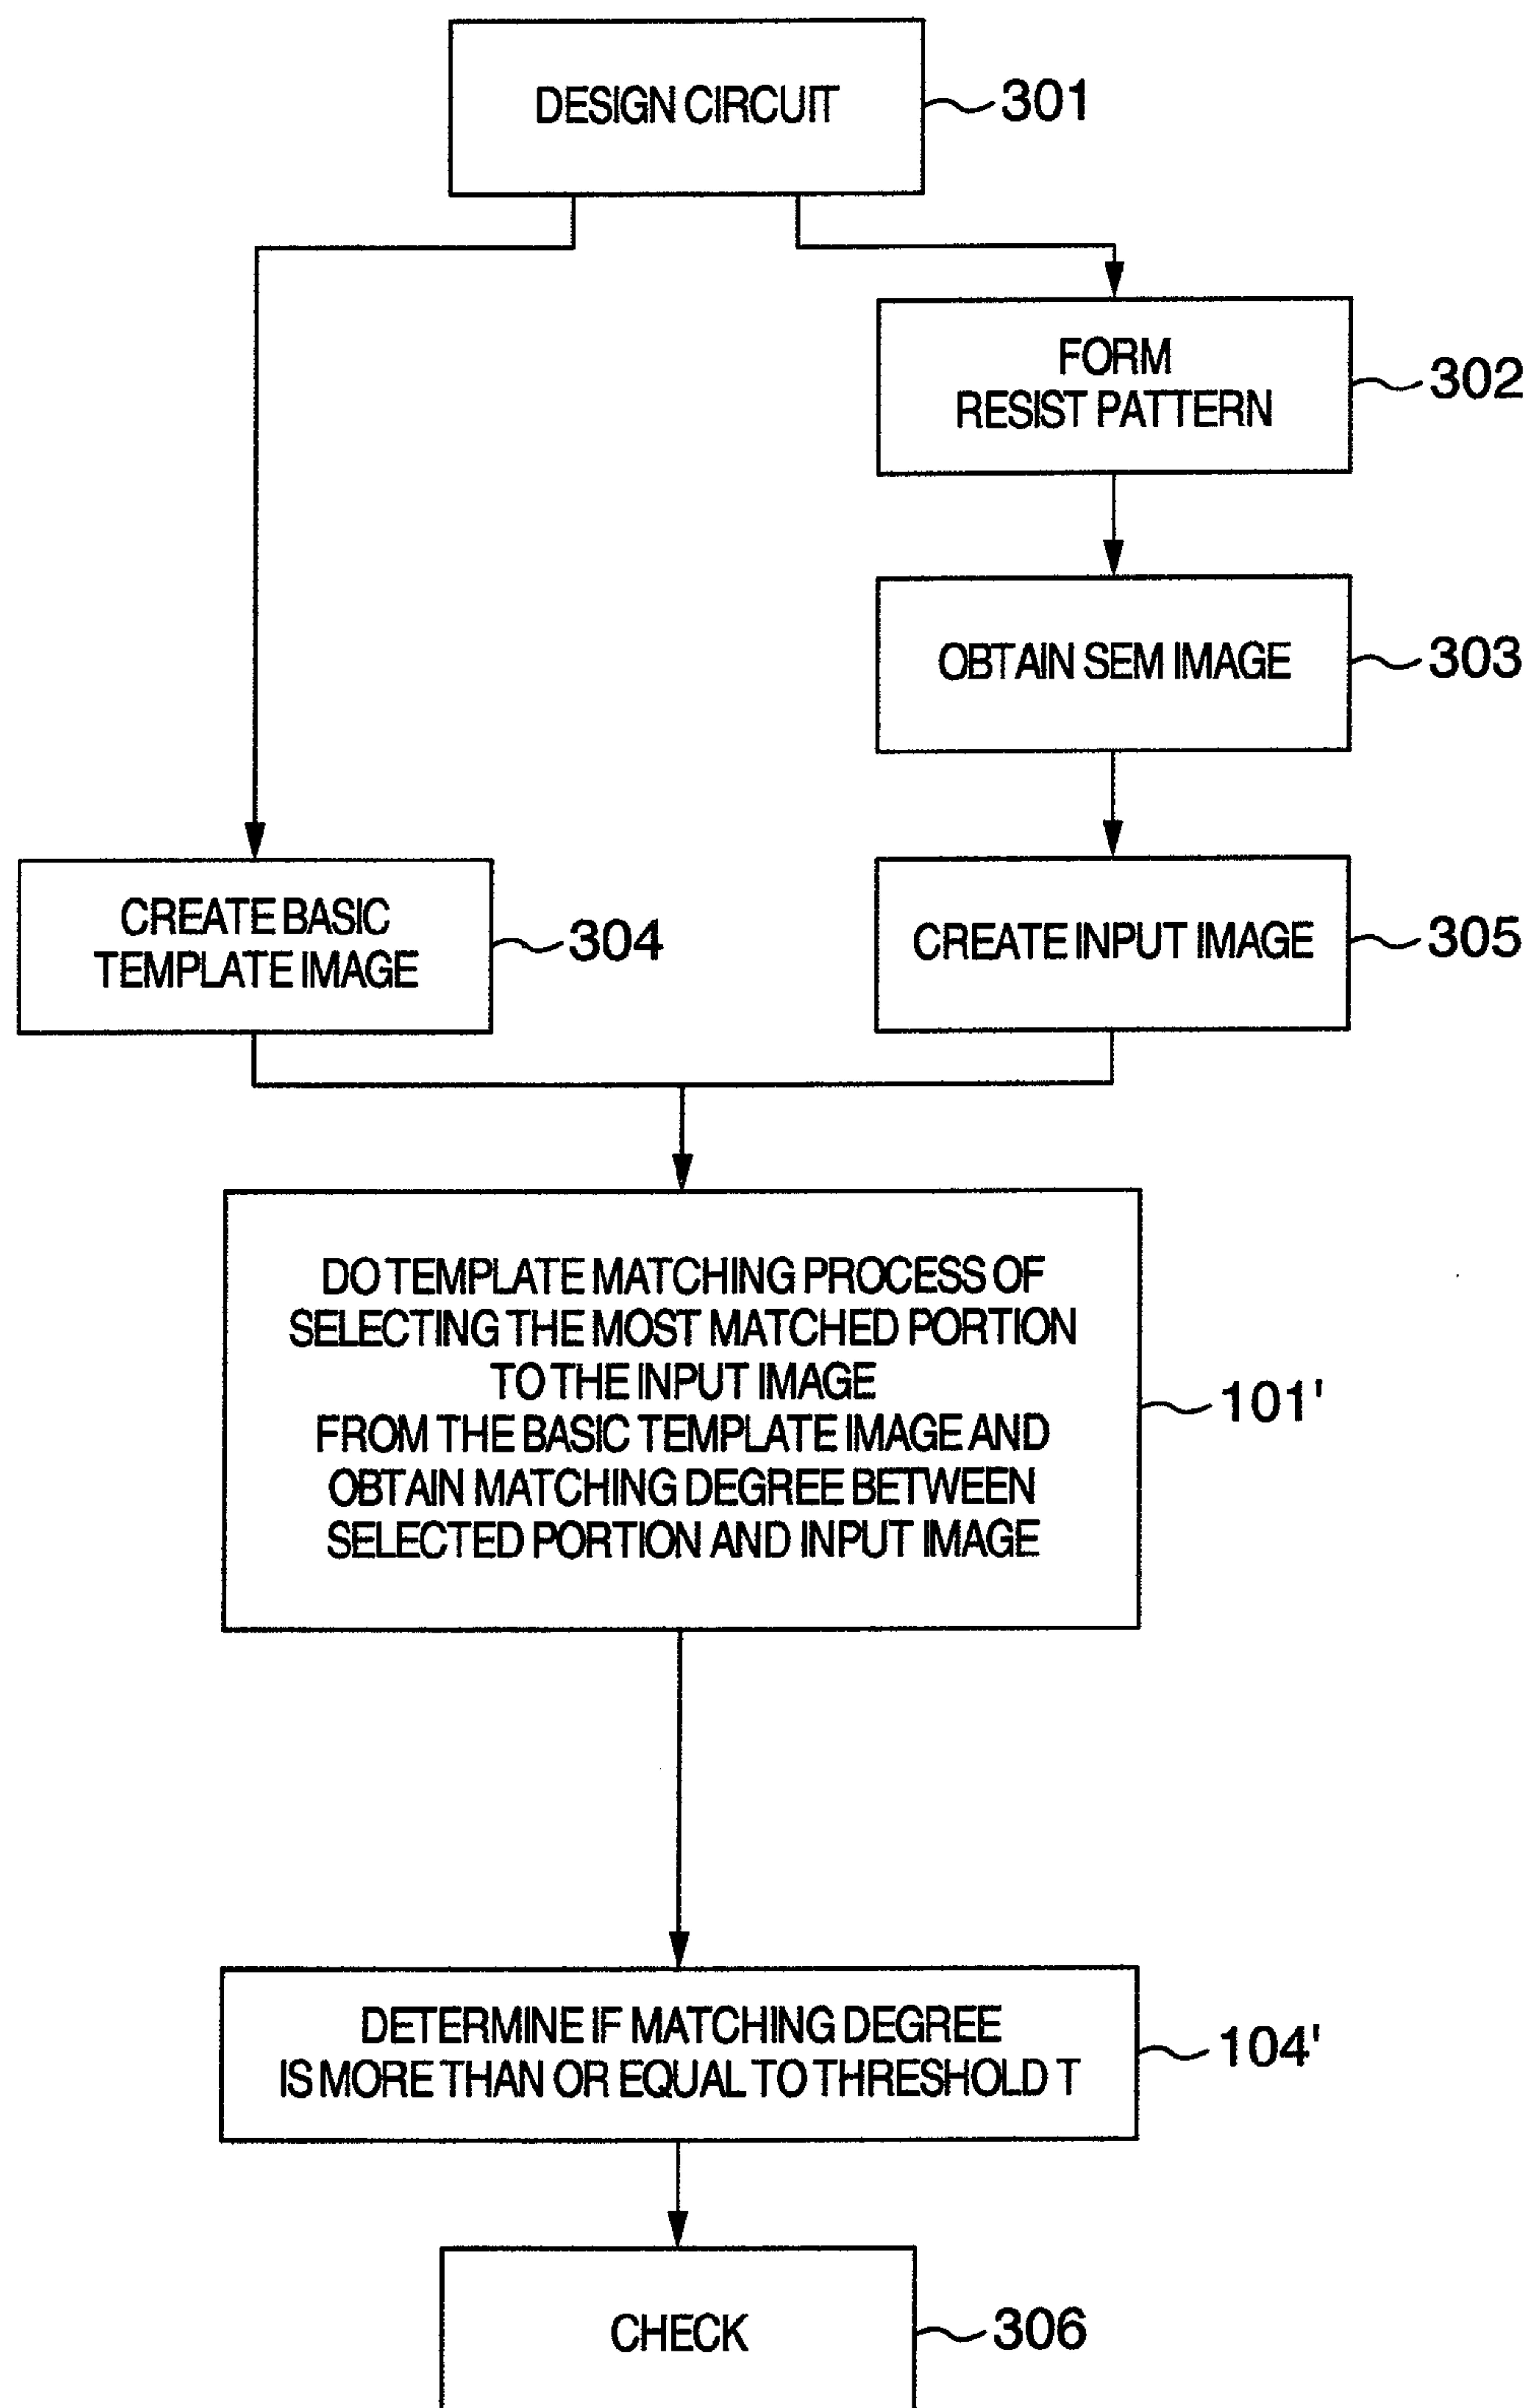 DESIGN CIRCUIT
301
FORM
RESIST PATTERN
302
OBTAIN SEM IMAGE
303
CREATE BASIC
TEMPLATE IMAGE
304
CREATE INPUT IMAGE
305
DO TEMPLATE MATCHING PROCESS OF
SELECTING THE MOST MATCHED PORTION
TO THE INPUT IMAGE
FROM THE BASIC TEMPLATE IMAGE AND
OBTAIN MATCHING DEGREE BETWEEN
SELECTED PORTION AND INPUT IMAGE
101'
DETERMINE IF MATCHING DEGREE
IS MORE THAN OR EQUAL TO THRESHOLD T
104'
CHECK
306